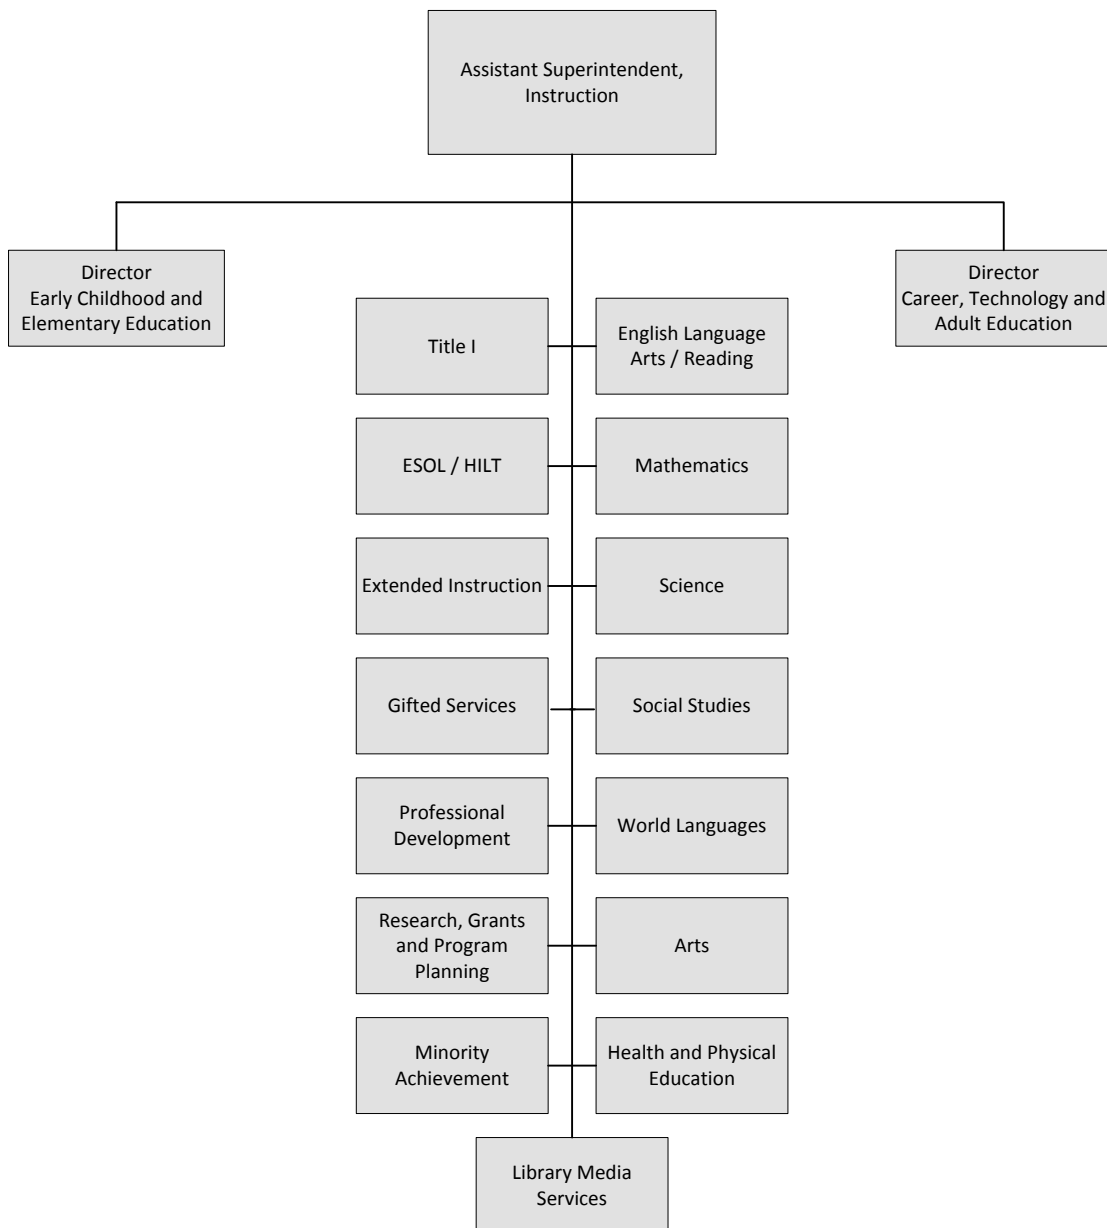 Assistant Superintendent,
Instruction
Director
Early Childhood and
Elementary Education
Director
Career, Technology and
Adult Education
Title I
English Language
Arts / Reading
ESOL / HILT
Mathematics
Extended Instruction
Science
Gifted Services
Social Studies
Professional
Development
World Languages
Research, Grants
and Program
Planning
Arts
Minority
Achievement
Health and Physical
Education
Library Media
Services